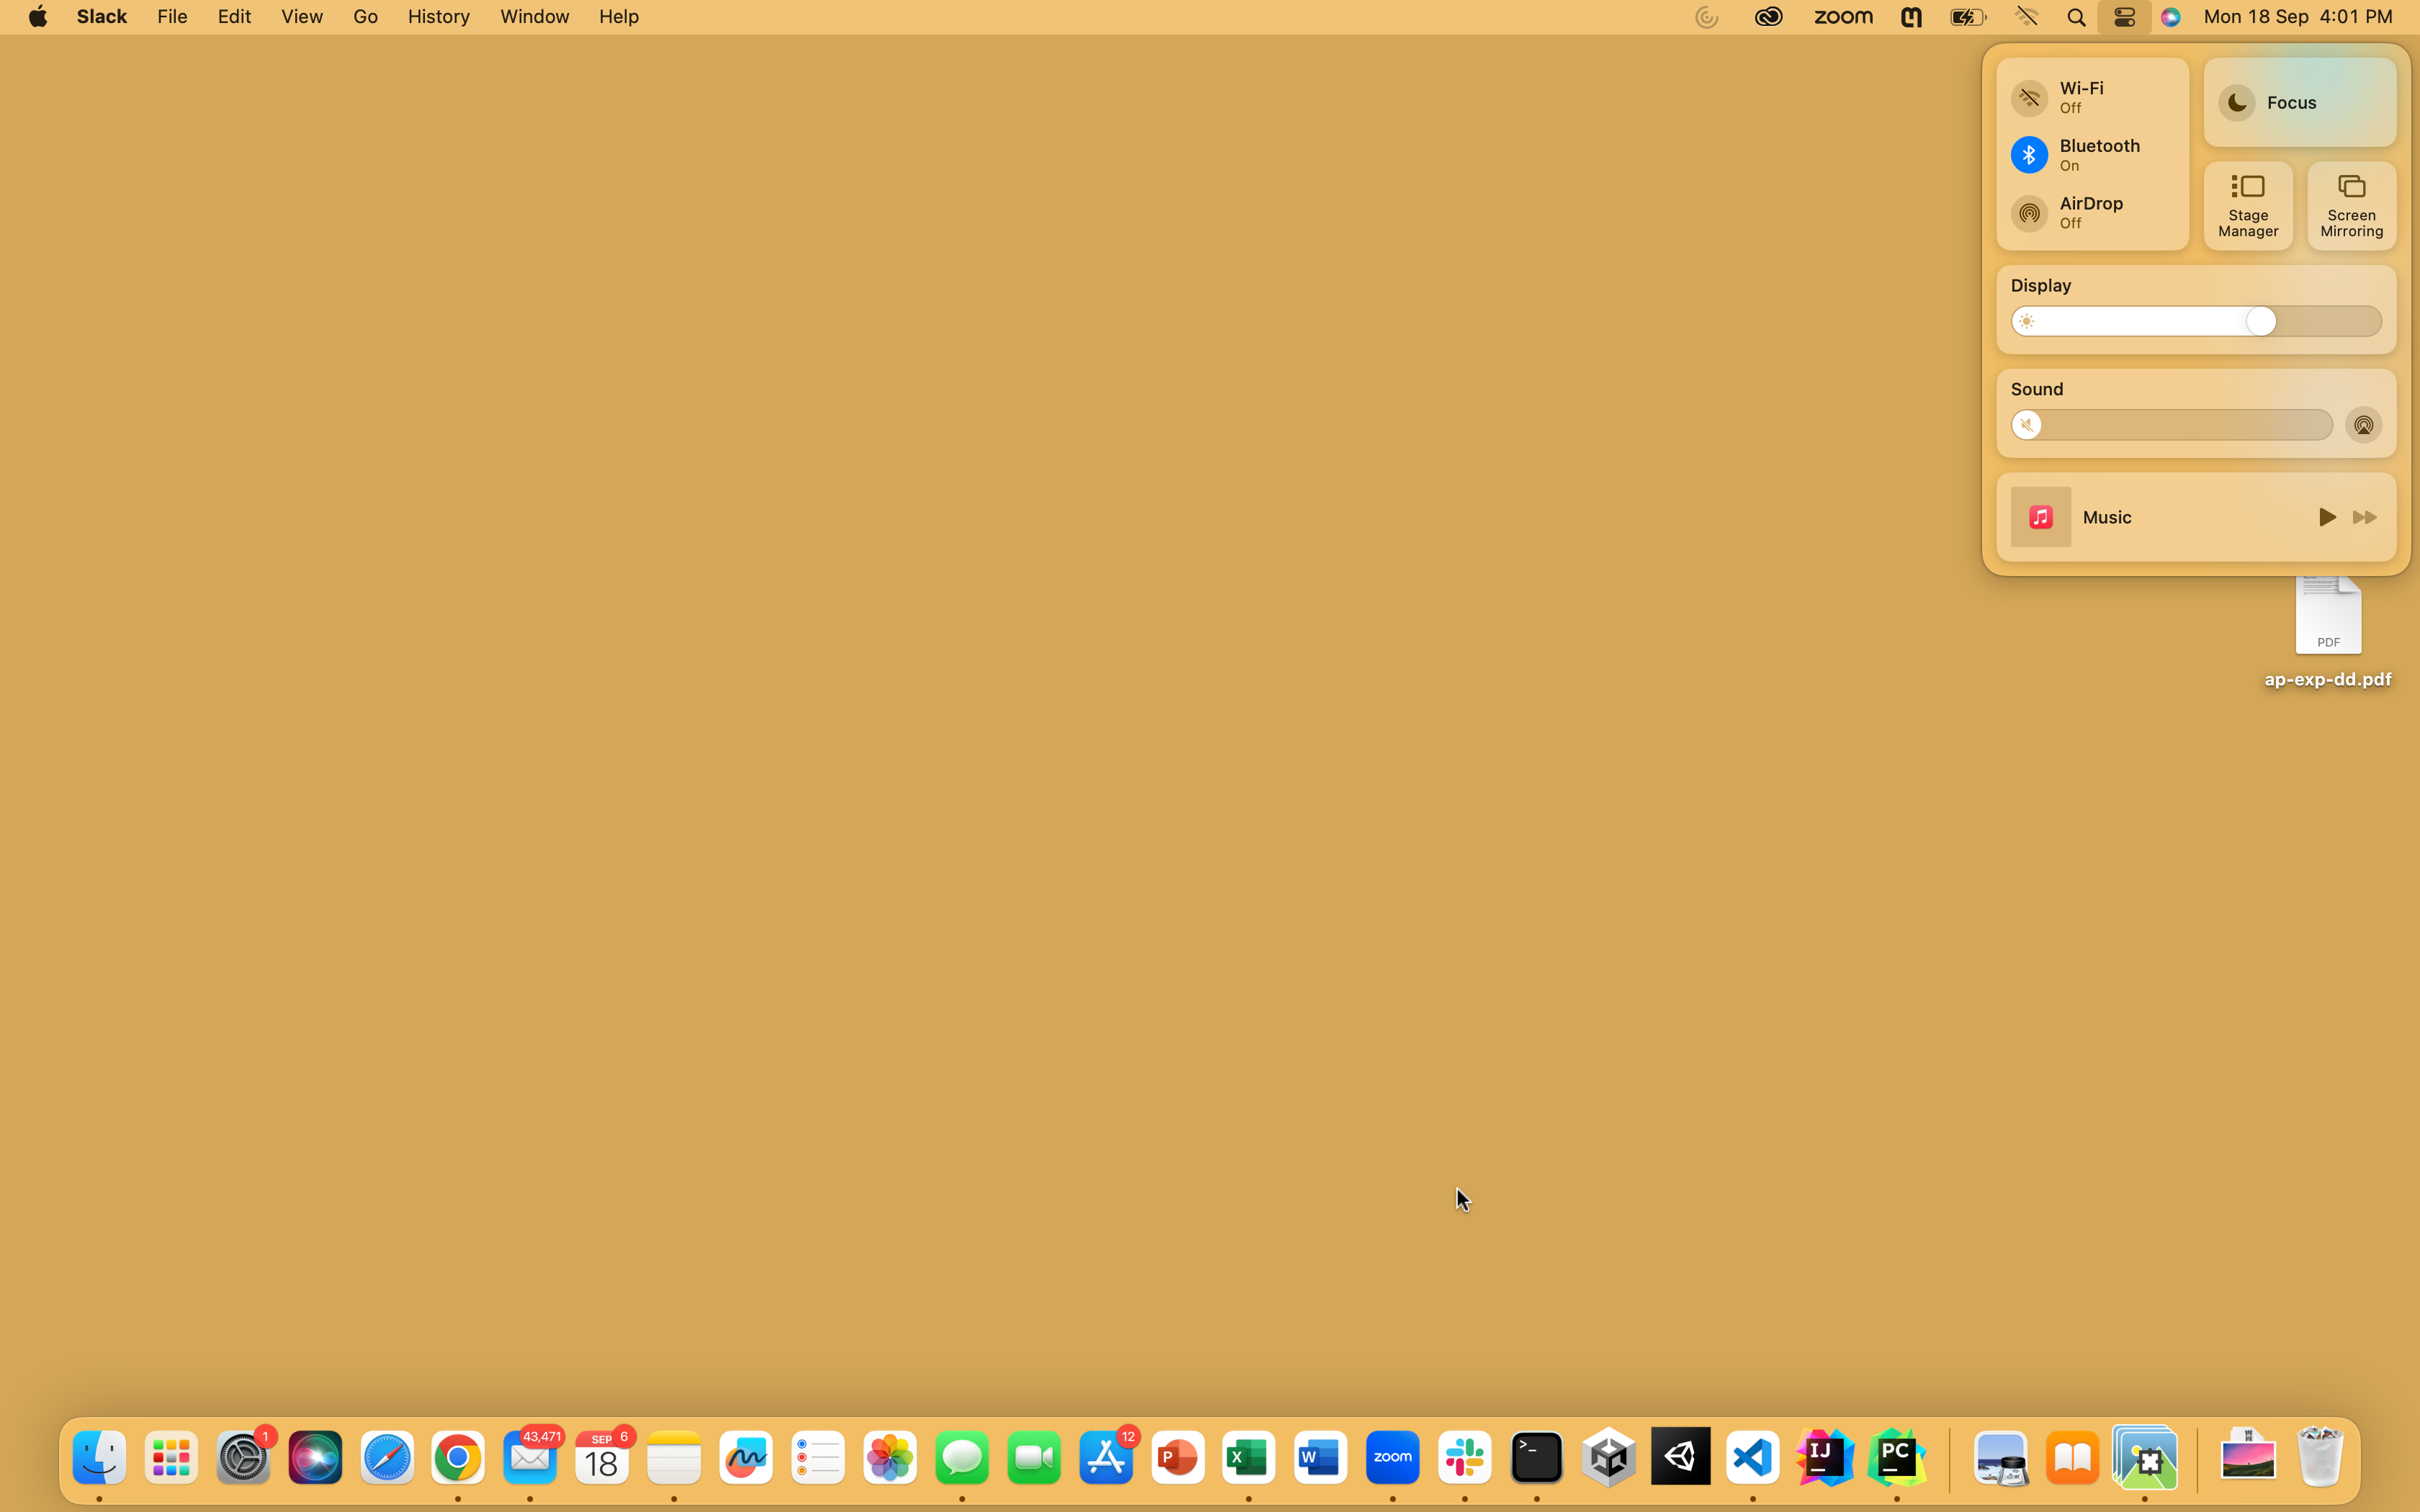 Slack File Edit View Go History Window Help zoom Mon 18 Sep 4:01 PM
Wi-Fi
Off
Bluetooth
On
AirDrop
Off
Focus
Stage
Manager
Screen
Mirroring
Display
Sound
Music
PDF
ap-exp-dd.pdf
1
43,471
SEP 6
18
12
P
X
W
zoom
>_
IJ
PC